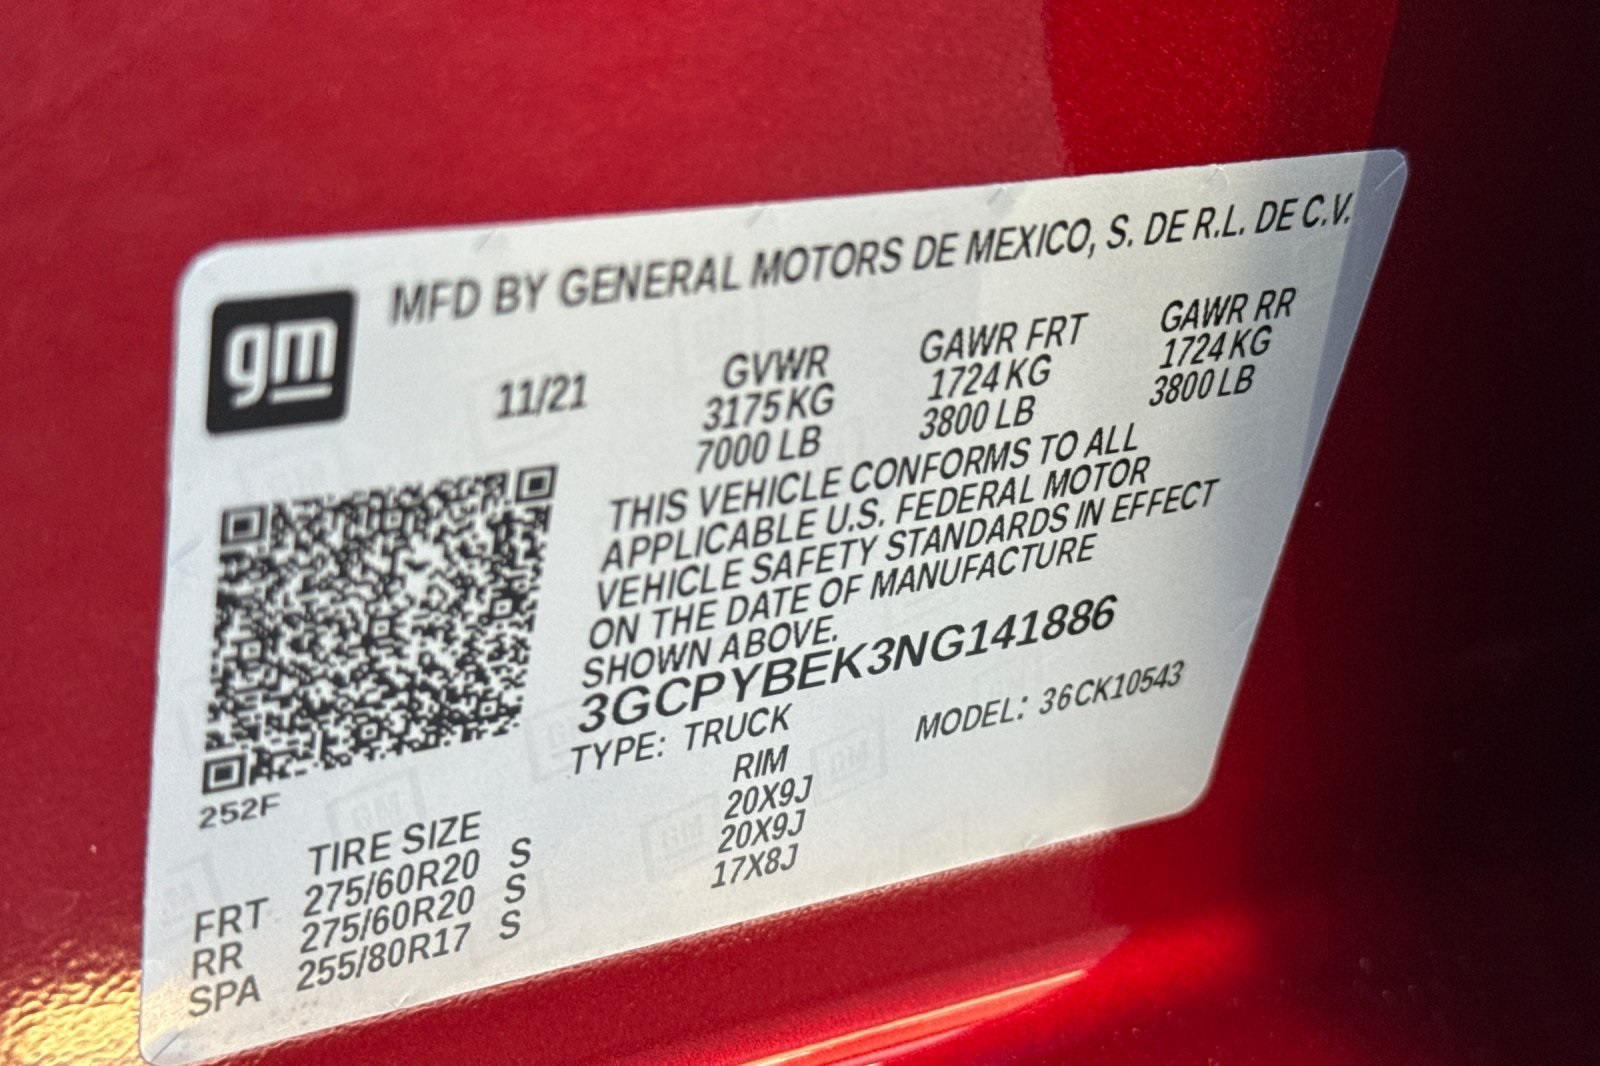 MFD BY GENERAL MOTORS DE MEXICO, S. DE R.L. DE C.V.
gm
11/21
GVWR GAWR FRT GAWR RR
3175 KG 1724 KG 1724 KG
7000 LB 3800 LB 3800 LB
THIS VEHICLE CONFORMS TO ALL
APPLICABLE U.S. FEDERAL MOTOR
VEHICLE SAFETY STANDARDS IN EFFECT
ON THE DATE OF MANUFACTURE
SHOWN ABOVE.
3GCPYBEK3NG141886
TYPE: TRUCK MODEL: 36CK10543
252F
TIRE SIZE RIM
FRT 275/60R20 S 20X9J
RR 275/60R20 S 20X9J
SPA 255/80R17 S 17X8J